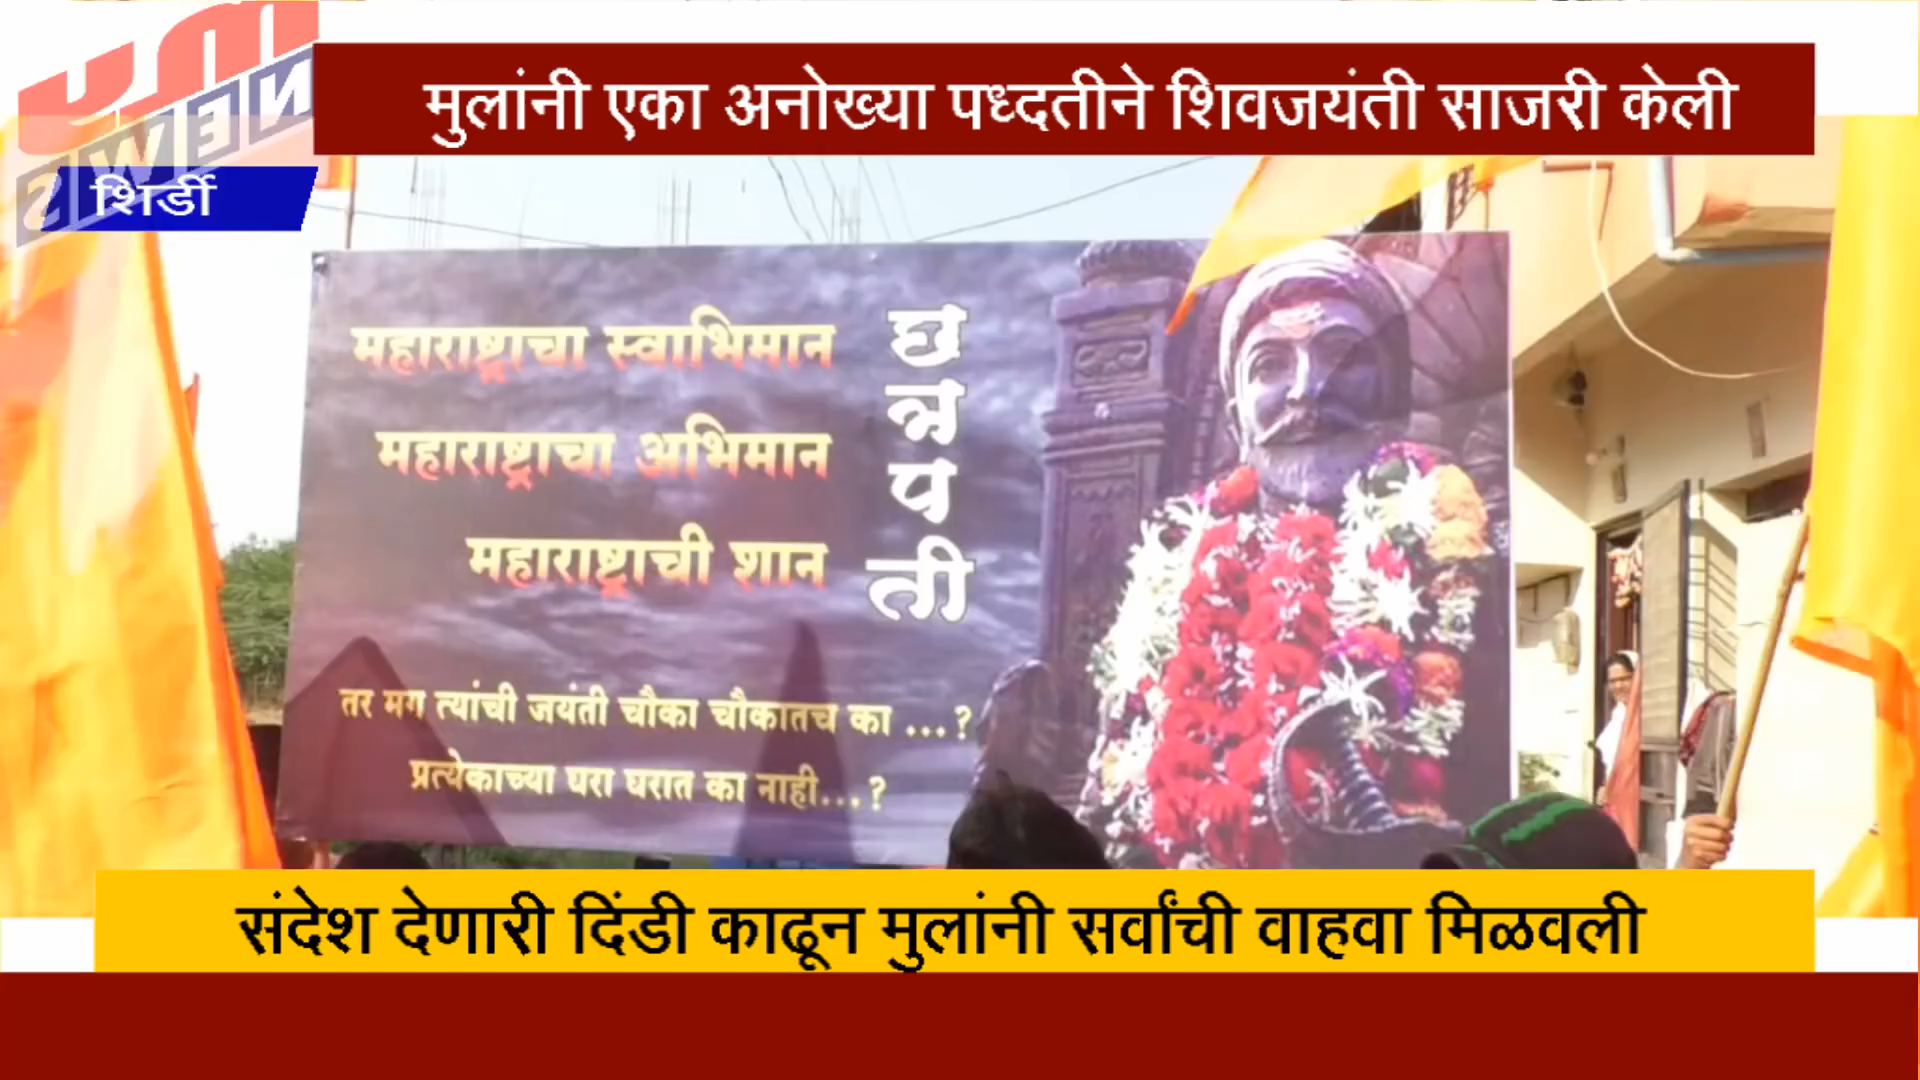 मुलांनी एका अनोख्या पध्दतीने शिवजयंती साजरी केली
NEWS
शिर्डी
महाराष्ट्राचा स्वाभिमान
महाराष्ट्राचा अभिमान
महाराष्ट्राची शान
छत्रपती
तर मग त्यांची जयंती चौका चौकातच का ...?
प्रत्येकाच्या घरा घरात का नाही...?
संदेश देणारी दिंडी काढून मुलांनी सर्वांची वाहवा मिळवली